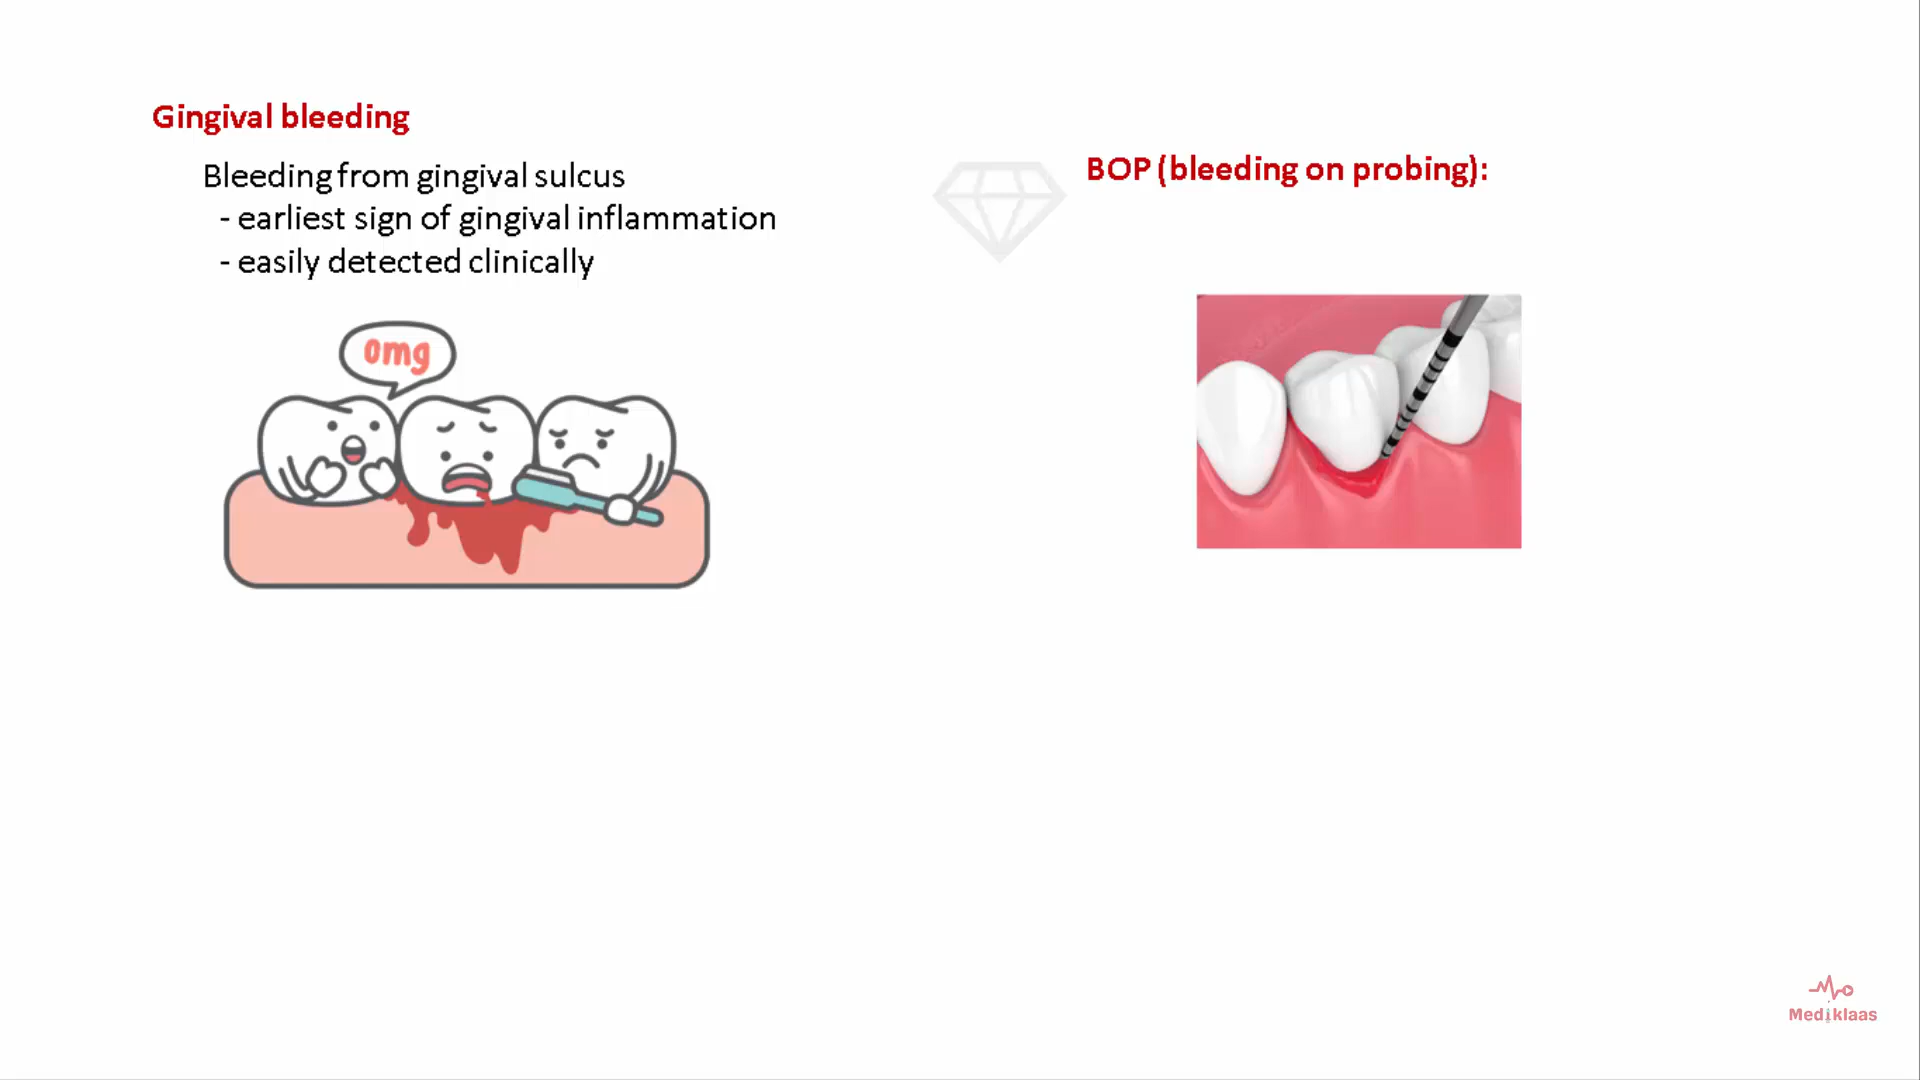 Gingival bleeding
Bleeding from gingival sulcus
- earliest sign of gingival inflammation
- easily detected clinically
omg
BOP (bleeding on probing):
Mediklaas